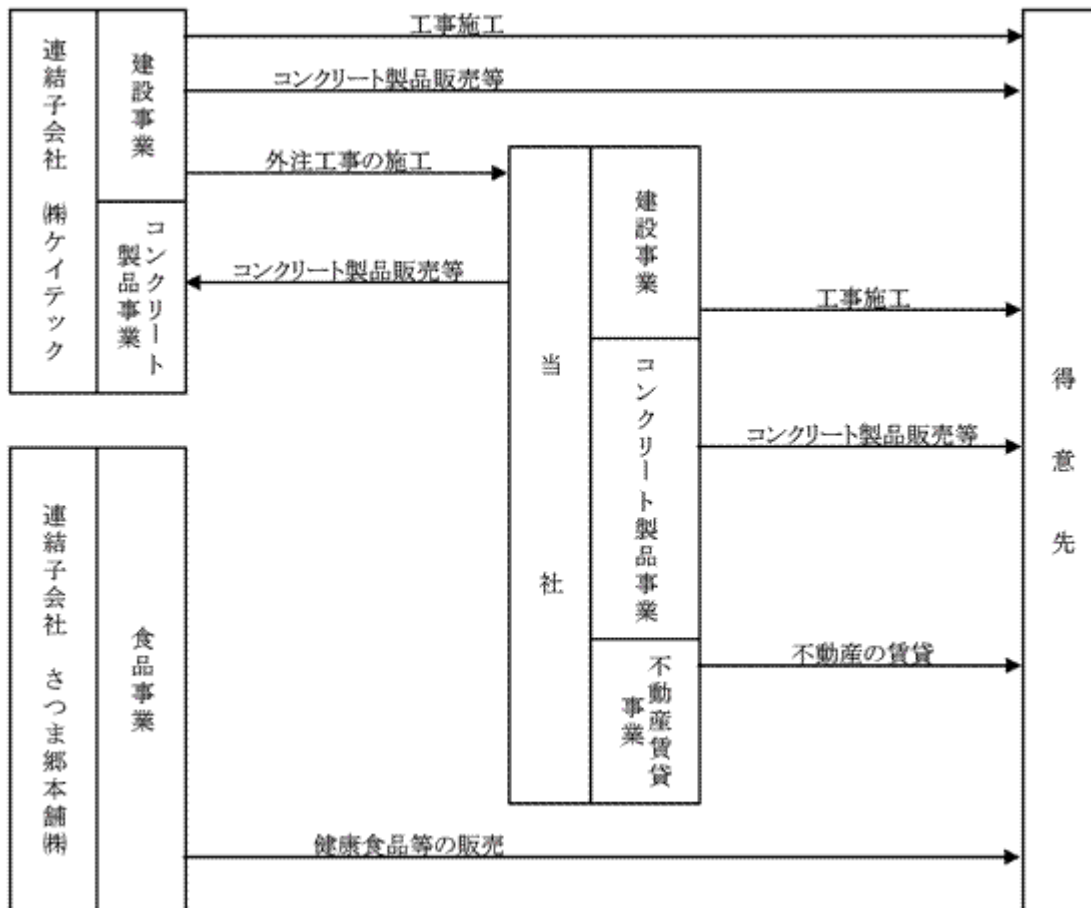 連結子会社 ㈱ケイテック
建設事業
コンクリート
製品事業
工事施工
コンクリート製品販売等
外注工事の施工
コンクリート製品販売等
連結子会社 さつま郷本舗㈱
食品事業
健康食品等の販売
当社
建設事業
コンクリート製品事業
不動産賃貸
事業
工事施工
コンクリート製品販売等
不動産の賃貸
得意先